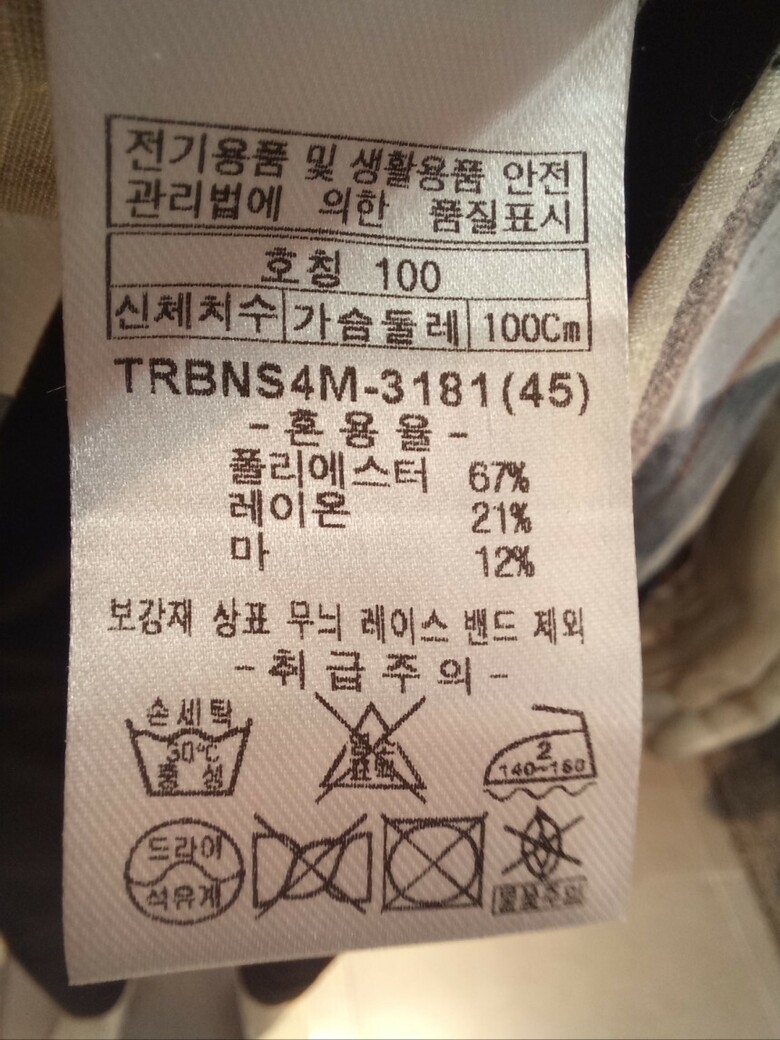 전기용품 및 생활용품 안전
관리법에 의한 품질표시
호칭 100
신체치수 가슴둘레 100Cm
TRBNS4M-3181(45)
- 혼용율 -
폴리에스터 67%
레이온 21%
마 12%
보강재 상표 무늬 레이스 밴드 제외
- 취급주의 -
손세탁
30℃
중성
염소
표백
2
140~160
드라이
석유계